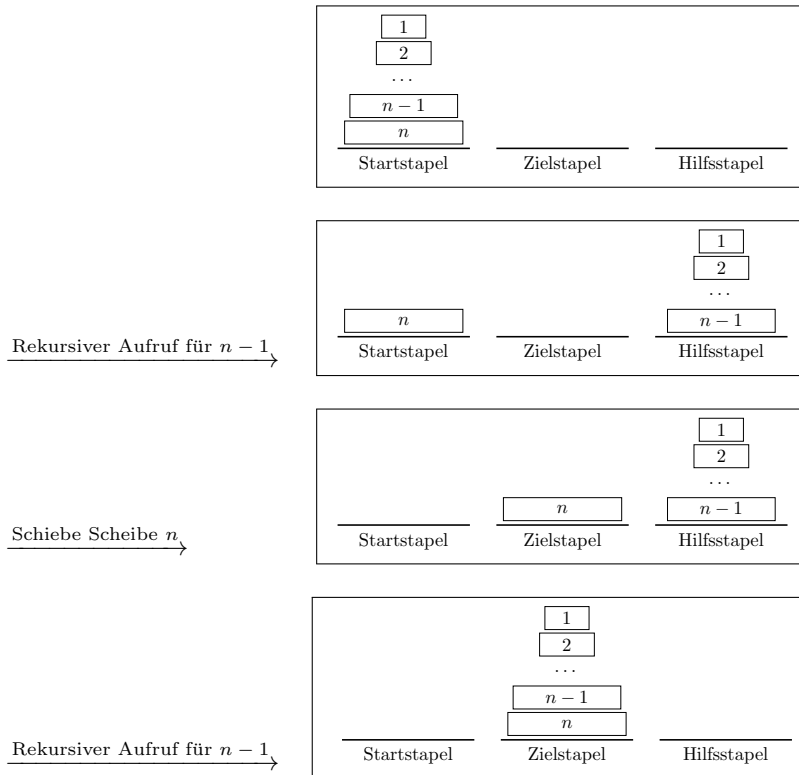 1
2
...
n − 1
n
Startstapel Zielstapel Hilfsstapel
1
2
...
n n − 1
Rekursiver Aufruf für n − 1
Startstapel Zielstapel Hilfsstapel
1
2
...
n n − 1
Schiebe Scheibe n
Startstapel Zielstapel Hilfsstapel
1
2
...
n − 1
n
Rekursiver Aufruf für n − 1
Startstapel Zielstapel Hilfsstapel